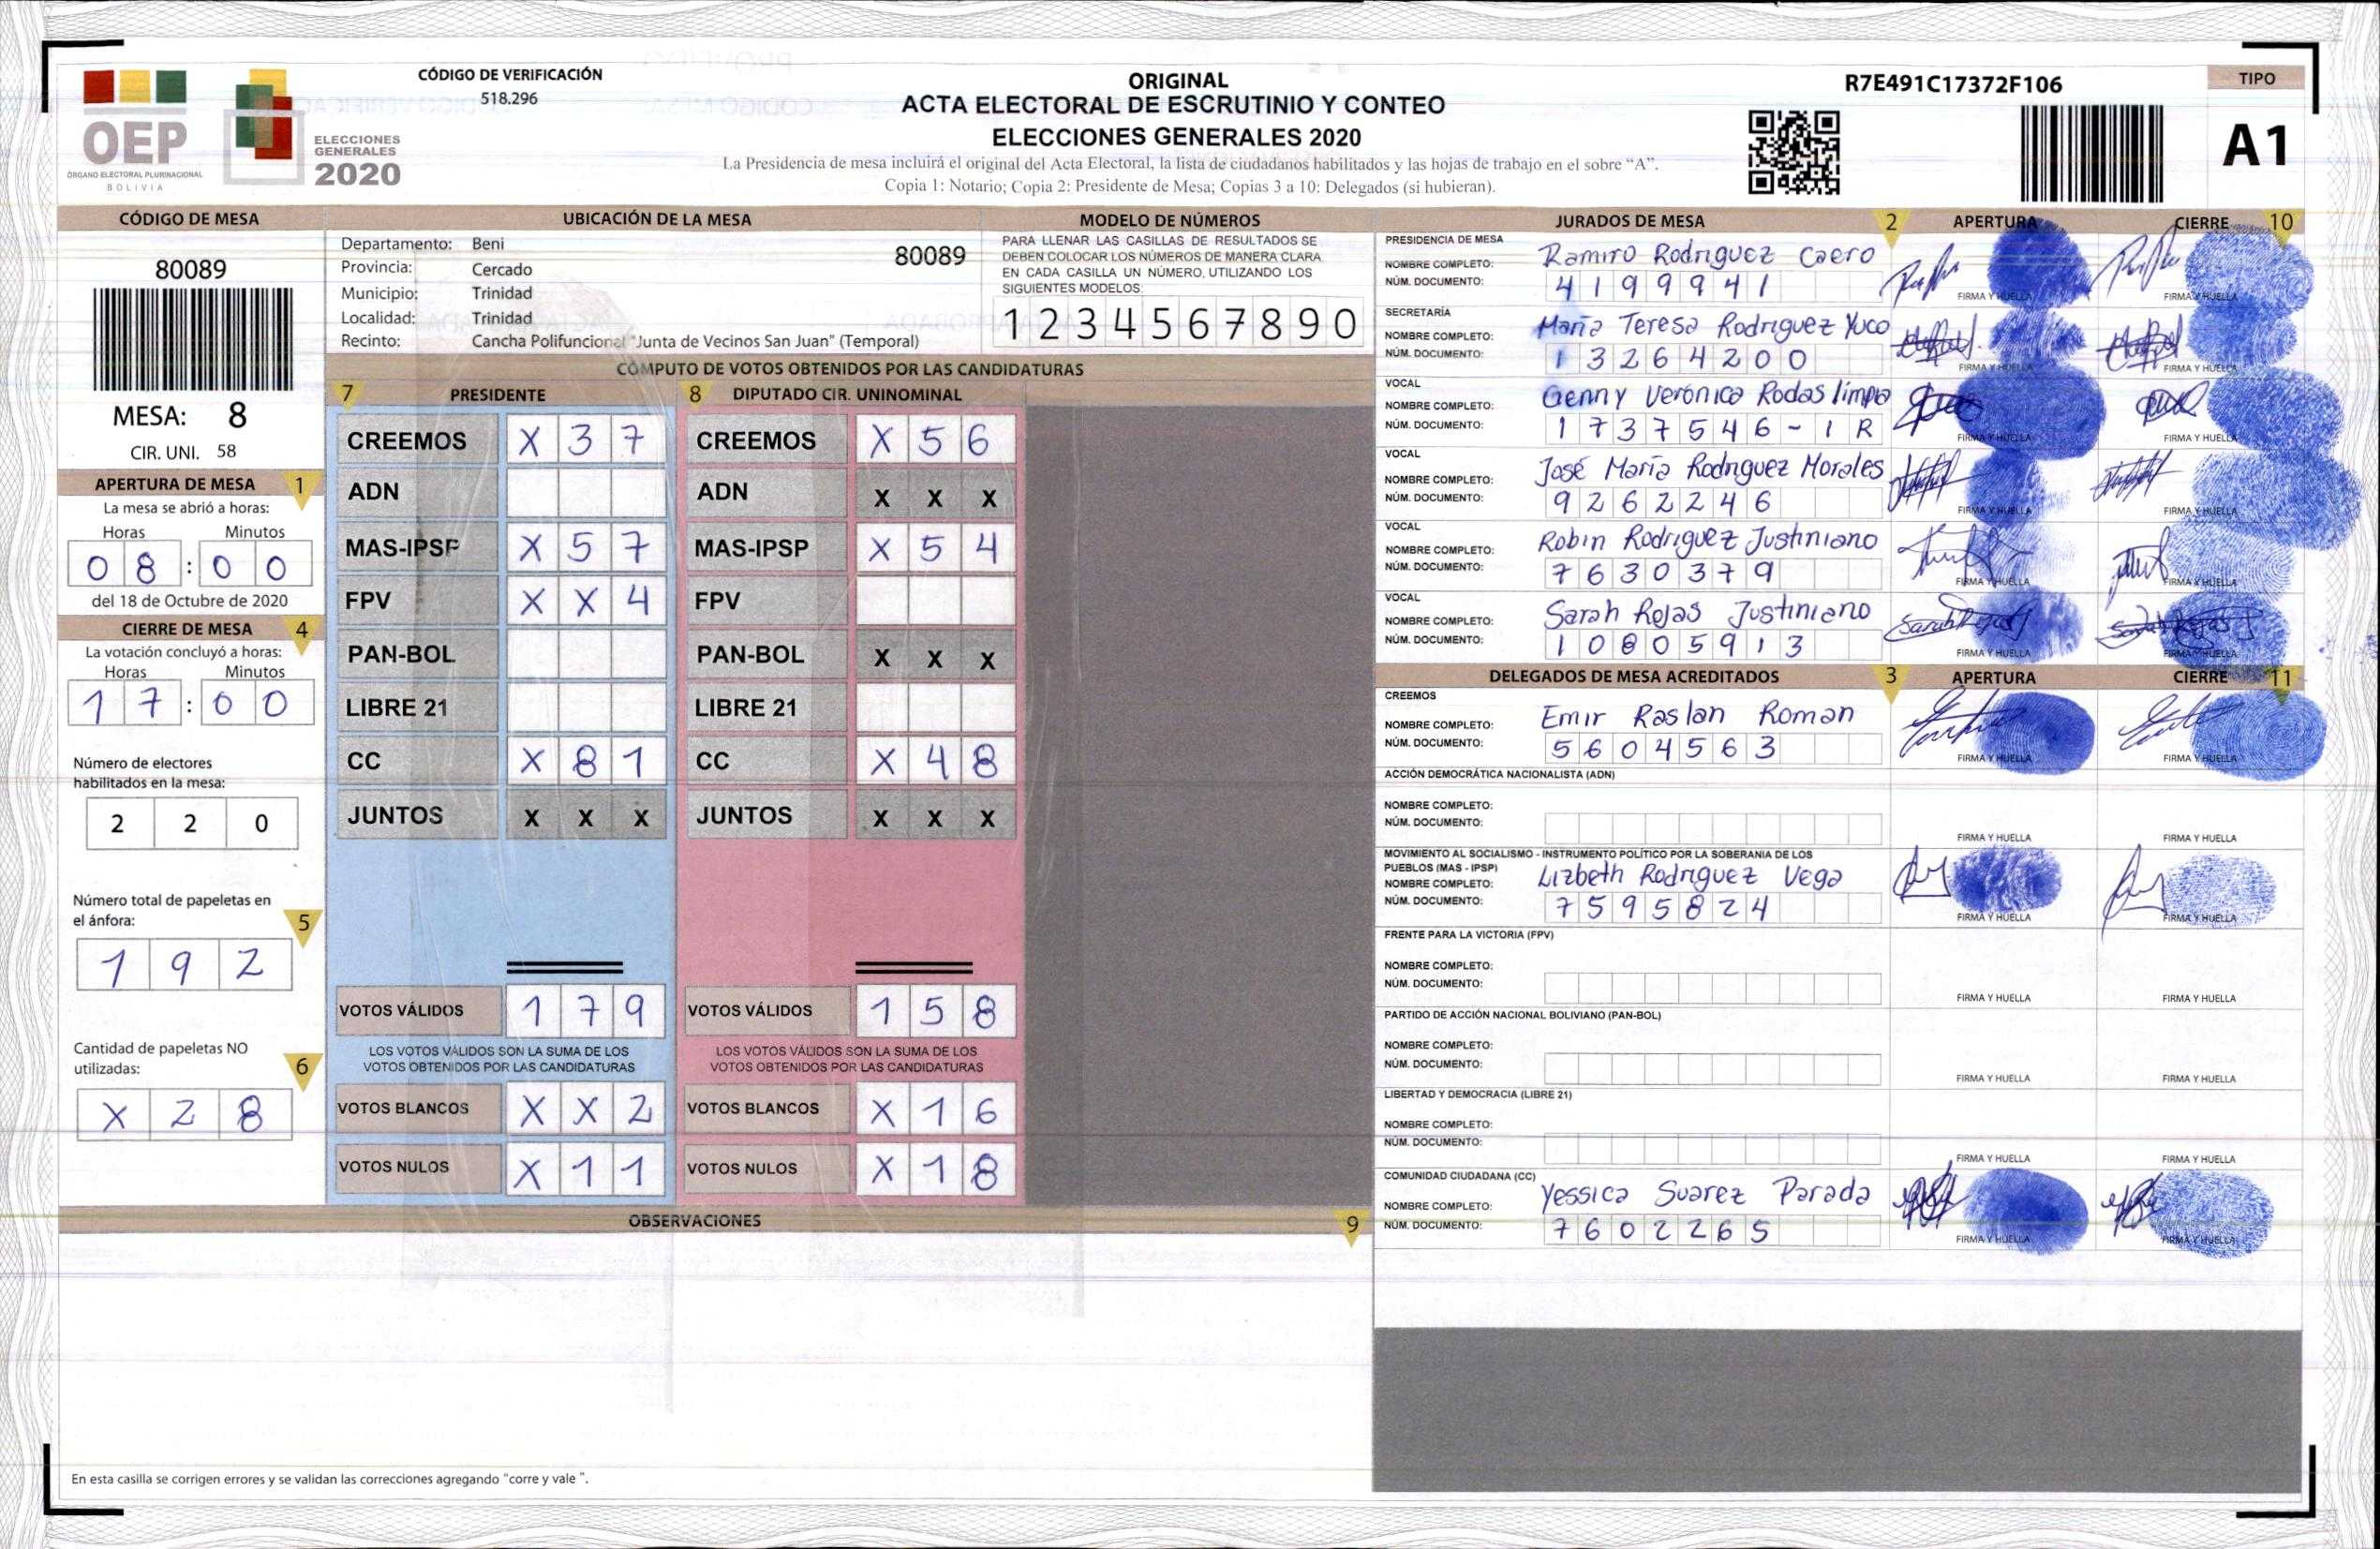 CÓDIGO DE VERIFICACIÓN
518.296
OEP
ÓRGANO ELECTORAL PLURINACIONAL
BOLIVIA
ELECCIONES
GENERALES
2020
ORIGINAL
ACTA ELECTORAL DE ESCRUTINIO Y CONTEO
ELECCIONES GENERALES 2020
La Presidencia de mesa incluirá el original del Acta Electoral, la lista de ciudadanos habilitados y las hojas de trabajo en el sobre “A”.
Copia 1: Notario; Copia 2: Presidente de Mesa; Copias 3 a 10: Delegados (si hubieran).
R7E491C17372F106
TIPO
A1
CÓDIGO DE MESA
80089
MESA: 8
CIR. UNI. 58
APERTURA DE MESA 1
La mesa se abrió a horas:
Horas Minutos
0 8 : 0 0
del 18 de Octubre de 2020
CIERRE DE MESA 4
La votación concluyó a horas:
Horas Minutos
1 7 : 0 0
Número de electores
habilitados en la mesa:
2 2 0
Número total de papeletas en
el ánfora: 5
1 9 2
Cantidad de papeletas NO
utilizadas: 6
X 2 8
UBICACIÓN DE LA MESA
Departamento: Beni
80089
Provincia: Cercado
Municipio: Trinidad
Localidad: Trinidad
Recinto: Cancha Polifuncional "Junta de Vecinos San Juan" (Temporal)
MODELO DE NÚMEROS
PARA LLENAR LAS CASILLAS DE RESULTADOS SE
DEBEN COLOCAR LOS NÚMEROS DE MANERA CLARA
EN CADA CASILLA UN NÚMERO, UTILIZANDO LOS
SIGUIENTES MODELOS:
1 2 3 4 5 6 7 8 9 0
CÓMPUTO DE VOTOS OBTENIDOS POR LAS CANDIDATURAS
7 PRESIDENTE
CREEMOS X 3 7
ADN
MAS-IPSP X 5 7
FPV X X 4
PAN-BOL
LIBRE 21
CC X 8 1
JUNTOS X X X
VOTOS VÁLIDOS 1 7 9
LOS VOTOS VÁLIDOS SON LA SUMA DE LOS
VOTOS OBTENIDOS POR LAS CANDIDATURAS
VOTOS BLANCOS X X 2
VOTOS NULOS X 1 1
8 DIPUTADO CIR. UNINOMINAL
CREEMOS X 5 6
ADN X X X
MAS-IPSP X 5 4
FPV
PAN-BOL X X X
LIBRE 21
CC X 4 8
JUNTOS X X X
VOTOS VÁLIDOS 1 5 8
LOS VOTOS VÁLIDOS SON LA SUMA DE LOS
VOTOS OBTENIDOS POR LAS CANDIDATURAS
VOTOS BLANCOS X 1 6
VOTOS NULOS X 1 8
OBSERVACIONES 9
En esta casilla se corrigen errores y se validan las correcciones agregando "corre y vale ".
JURADOS DE MESA 2 APERTURA CIERRE 10
PRESIDENCIA DE MESA
NOMBRE COMPLETO: Ramiro Rodriguez Caero
NÚM. DOCUMENTO: 4199941
FIRMA Y HUELLA FIRMA Y HUELLA
SECRETARÍA
NOMBRE COMPLETO: María Teresa Rodriguez Yuco
NÚM. DOCUMENTO: 13264200
FIRMA Y HUELLA FIRMA Y HUELLA
VOCAL
NOMBRE COMPLETO: Genny Verónica Rodas limpa
NÚM. DOCUMENTO: 1737546-1R
FIRMA Y HUELLA FIRMA Y HUELLA
VOCAL
NOMBRE COMPLETO: José María Rodriguez Morales
NÚM. DOCUMENTO: 9262246
FIRMA Y HUELLA FIRMA Y HUELLA
VOCAL
NOMBRE COMPLETO: Robin Rodriguez Justiniano
NÚM. DOCUMENTO: 7630379
FIRMA Y HUELLA FIRMA Y HUELLA
VOCAL
NOMBRE COMPLETO: Sarah Rojas Justiniano
NÚM. DOCUMENTO: 10805913
FIRMA Y HUELLA FIRMA Y HUELLA
DELEGADOS DE MESA ACREDITADOS 3 APERTURA CIERRE 11
CREEMOS
NOMBRE COMPLETO: Emir Raslan Roman
NÚM. DOCUMENTO: 5604563
FIRMA Y HUELLA FIRMA Y HUELLA
ACCIÓN DEMOCRÁTICA NACIONALISTA (ADN)
NOMBRE COMPLETO:
NÚM. DOCUMENTO:
FIRMA Y HUELLA FIRMA Y HUELLA
MOVIMIENTO AL SOCIALISMO - INSTRUMENTO POLÍTICO POR LA SOBERANIA DE LOS
PUEBLOS (MAS - IPSP)
NOMBRE COMPLETO: Lizbeth Rodriguez Vega
NÚM. DOCUMENTO: 7595824
FIRMA Y HUELLA FIRMA Y HUELLA
FRENTE PARA LA VICTORIA (FPV)
NOMBRE COMPLETO:
NÚM. DOCUMENTO:
FIRMA Y HUELLA FIRMA Y HUELLA
PARTIDO DE ACCIÓN NACIONAL BOLIVIANO (PAN-BOL)
NOMBRE COMPLETO:
NÚM. DOCUMENTO:
FIRMA Y HUELLA FIRMA Y HUELLA
LIBERTAD Y DEMOCRACIA (LIBRE 21)
NOMBRE COMPLETO:
NÚM. DOCUMENTO:
FIRMA Y HUELLA FIRMA Y HUELLA
COMUNIDAD CIUDADANA (CC)
NOMBRE COMPLETO: Yessica Suarez Parada
NÚM. DOCUMENTO: 7602265
FIRMA Y HUELLA FIRMA Y HUELLA